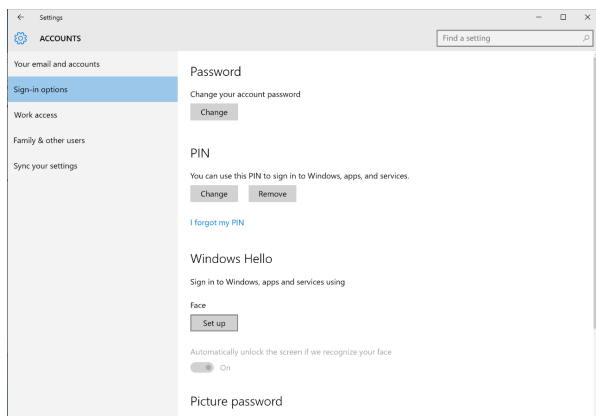 Settings
ACCOUNTS
Find a setting
Your email and accounts
Sign-in options
Work access
Family & other users
Sync your settings
Password
Change your account password
Change
PIN
You can use this PIN to sign in to Windows, apps, and services.
Change Remove
I forgot my PIN
Windows Hello
Sign in to Windows, apps and services using
Face
Set up
Automatically unlock the screen if we recognize your face
On
Picture password